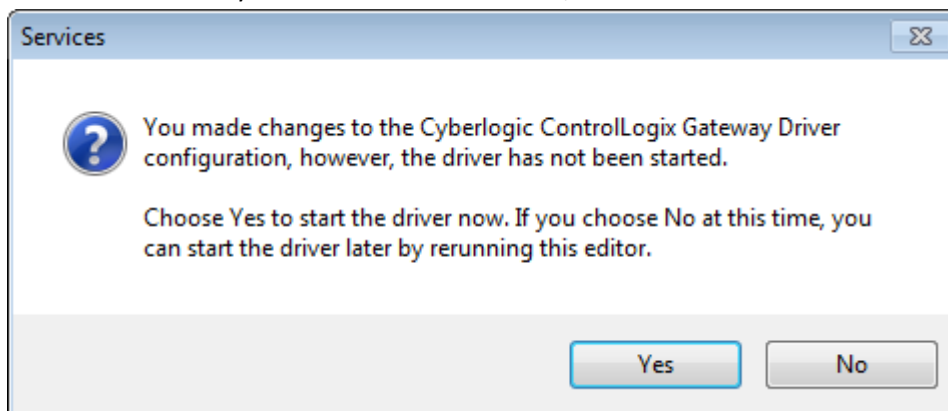 Services
You made changes to the Cyberlogic ControlLogix Gateway Driver
configuration, however, the driver has not been started.
Choose Yes to start the driver now. If you choose No at this time, you
can start the driver later by rerunning this editor.
Yes
No